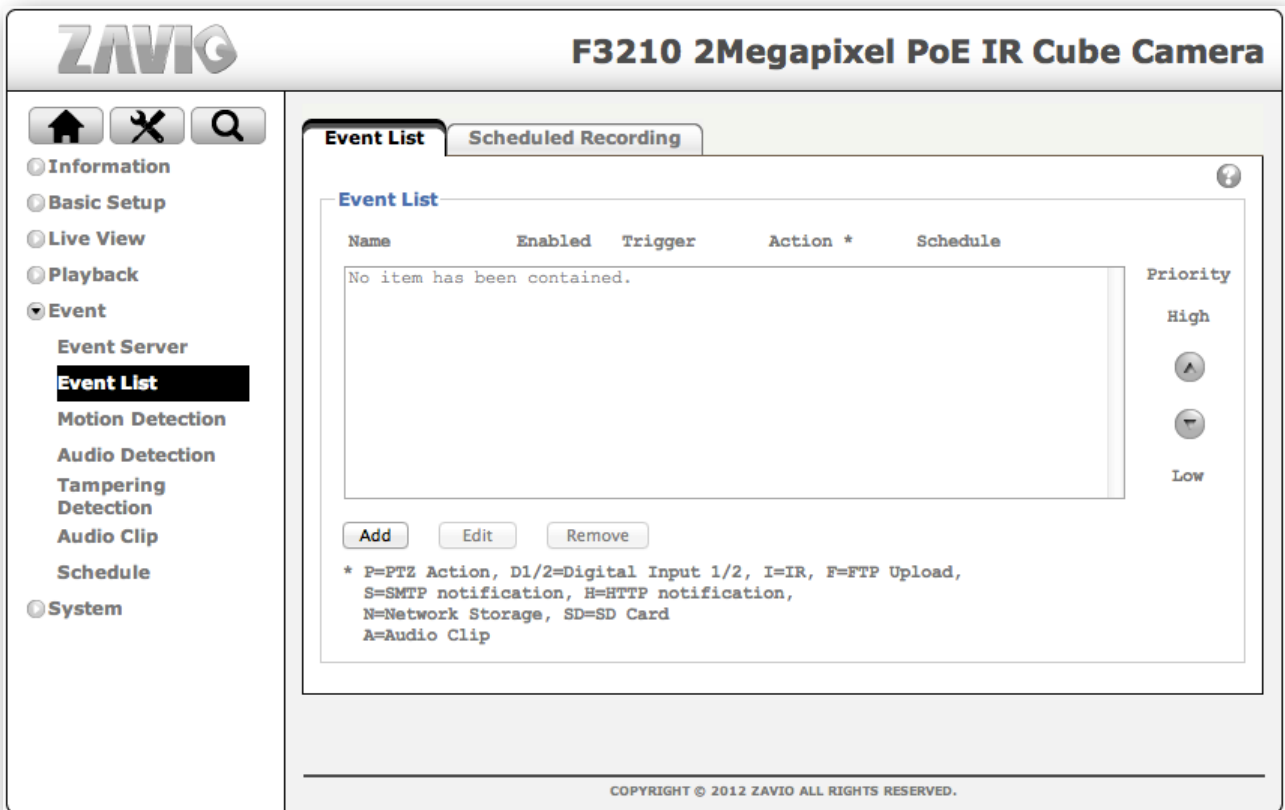 ZAVIO
F3210 2Megapixel PoE IR Cube Camera
Information
Basic Setup
Live View
Playback
Event
Event Server
Event List
Motion Detection
Audio Detection
Tampering
Detection
Audio Clip
Schedule
System
Event List Scheduled Recording
Event List
Name Enabled Trigger Action * Schedule
No item has been contained.
Priority
High
Low
Add Edit Remove
* P=PTZ Action, D1/2=Digital Input 1/2, I=IR, F=FTP Upload,
S=SMTP notification, H=HTTP notification,
N=Network Storage, SD=SD Card
A=Audio Clip
COPYRIGHT © 2012 ZAVIO ALL RIGHTS RESERVED.